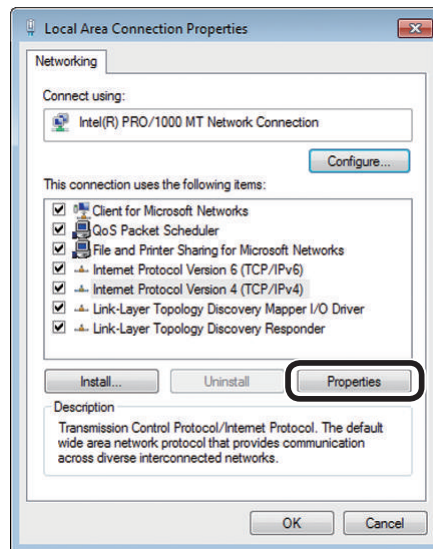 Local Area Connection Properties
Networking
Connect using:
Intel(R) PRO/1000 MT Network Connection
Configure...
This connection uses the following items:
Client for Microsoft Networks
QoS Packet Scheduler
File and Printer Sharing for Microsoft Networks
Internet Protocol Version 6 (TCP/IPv6)
Internet Protocol Version 4 (TCP/IPv4)
Link-Layer Topology Discovery Mapper I/O Driver
Link-Layer Topology Discovery Responder
Install... Uninstall Properties
Description
Transmission Control Protocol/Internet Protocol. The default
wide area network protocol that provides communication
across diverse interconnected networks.
OK Cancel